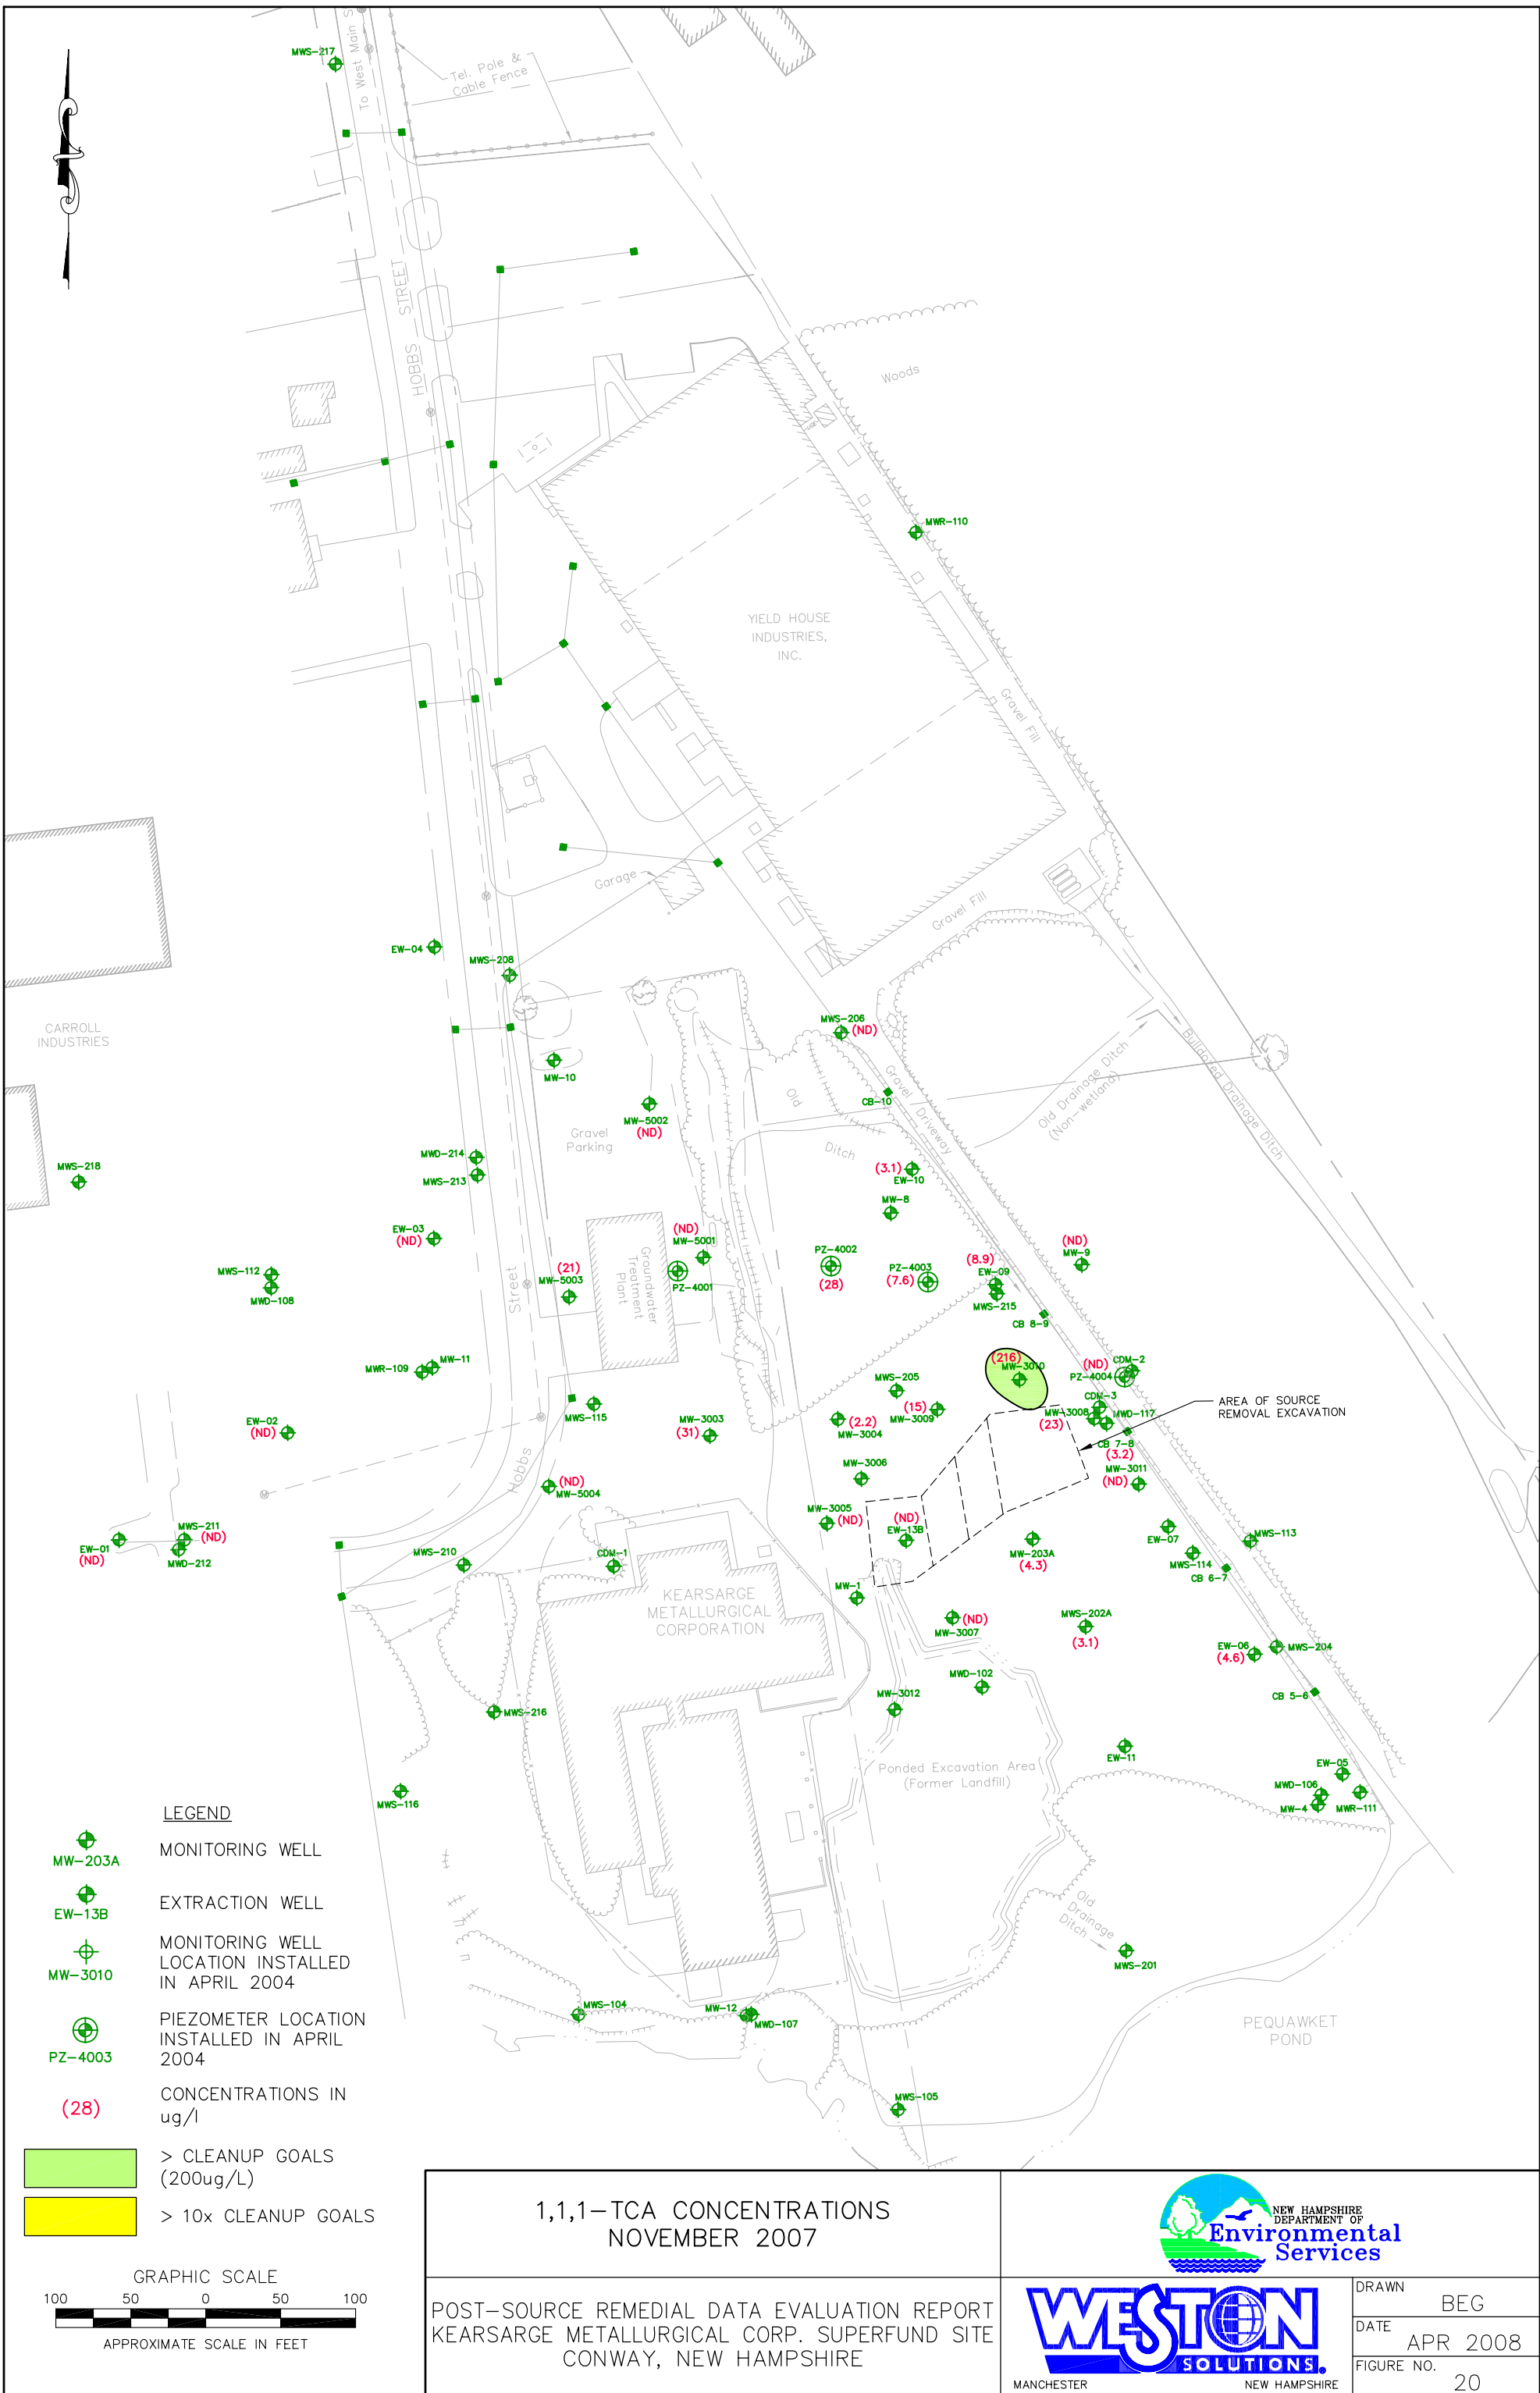 MWS-217
To West Main S
Tel. Pole &
Cable Fence
HOBBS STREET
Woods
MWR-110
YIELD HOUSE
INDUSTRIES,
INC.
Gravel Fill
Garage
Gravel Fill
EW-04
MWS-208
CARROLL
INDUSTRIES
MWS-206
(ND)
MW-10
CB-10
Old Drainage Ditch
(Non-wetland)
Bulldozed Drainage Ditch
Gravel Driveway
Old
Ditch
MW-5002
(ND)
Gravel
Parking
MWD-214
MWS-213
MWS-218
(3.1)
EW-10
MW-8
EW-03
(ND)
(ND)
MW-5001
PZ-4001
PZ-4002
(28)
PZ-4003
(7.6)
(8.9)
EW-09
MWS-215
(ND)
MW-9
MWS-112
MWD-108
(21)
MW-5003
Groundwater
Treatment
Plant
Street
CB 8-9
MWR-109
MW-11
(216)
MW-3010
(ND)
CDM-2
PZ-4004
MWS-205
(15)
MW-3009
CDM-3
MW-3008
(23)
MWD-117
CB 7-8
(3.2)
AREA OF SOURCE
REMOVAL EXCAVATION
MWS-115
EW-02
(ND)
MW-3003
(31)
(2.2)
MW-3004
MW-3006
MW-3011
(ND)
Hobbs
(ND)
MW-5004
MW-3005
(ND)
(ND)
EW-13B
MW-203A
(4.3)
EW-07
MWS-114
MWS-113
CB 6-7
EW-01
(ND)
MWS-211
(ND)
MWD-212
MWS-210
CDM-1
KEARSARGE
METALLURGICAL
CORPORATION
MW-1
(ND)
MW-3007
MWS-202A
(3.1)
EW-06
(4.6)
MWS-204
CB 5-6
MWD-102
MW-3012
MWS-216
EW-11
Ponded Excavation Area
(Former Landfill)
EW-05
MWD-106
MW-4
MWR-111
MWS-116
Old
Drainage
Ditch
MWS-201
MWS-104
MW-12
MWD-107
MWS-105
PEQUAWKET
POND
LEGEND
MW-203A
MONITORING WELL
EW-13B
EXTRACTION WELL
MW-3010
MONITORING WELL
LOCATION INSTALLED
IN APRIL 2004
PZ-4003
PIEZOMETER LOCATION
INSTALLED IN APRIL
2004
(28)
CONCENTRATIONS IN
ug/l
> CLEANUP GOALS
(200ug/L)
> 10x CLEANUP GOALS
GRAPHIC SCALE
100 50 0 50 100
APPROXIMATE SCALE IN FEET
1,1,1-TCA CONCENTRATIONS
NOVEMBER 2007
POST-SOURCE REMEDIAL DATA EVALUATION REPORT
KEARSARGE METALLURGICAL CORP. SUPERFUND SITE
CONWAY, NEW HAMPSHIRE
NEW HAMPSHIRE
DEPARTMENT OF
Environmental
Services
WESTON
SOLUTIONS®
MANCHESTER NEW HAMPSHIRE
DRAWN
BEG
DATE
APR 2008
FIGURE NO.
20